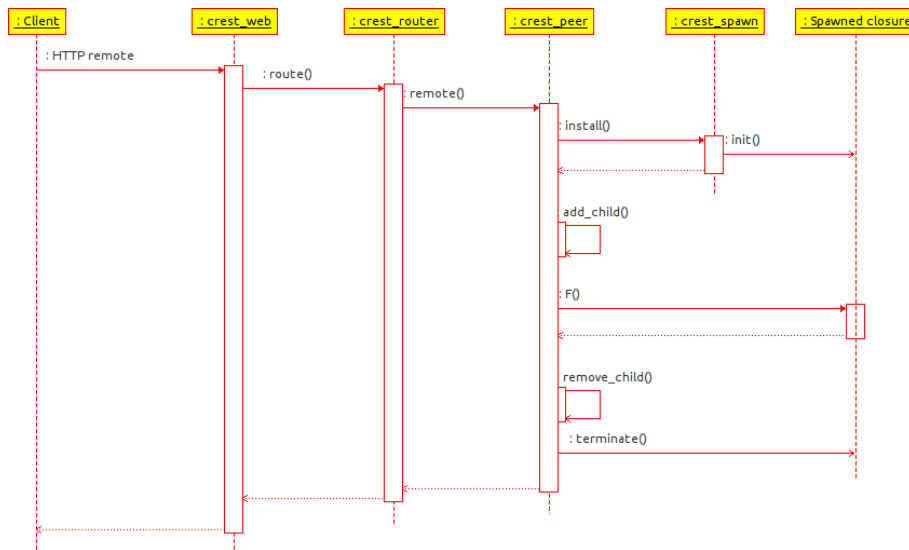 : Client
: crest_web
: crest_router
: crest_peer
: crest_spawn
: Spawned closure
: HTTP remote
: route()
: remote()
: install()
: init()
: add_child()
: F()
remove_child()
: terminate()